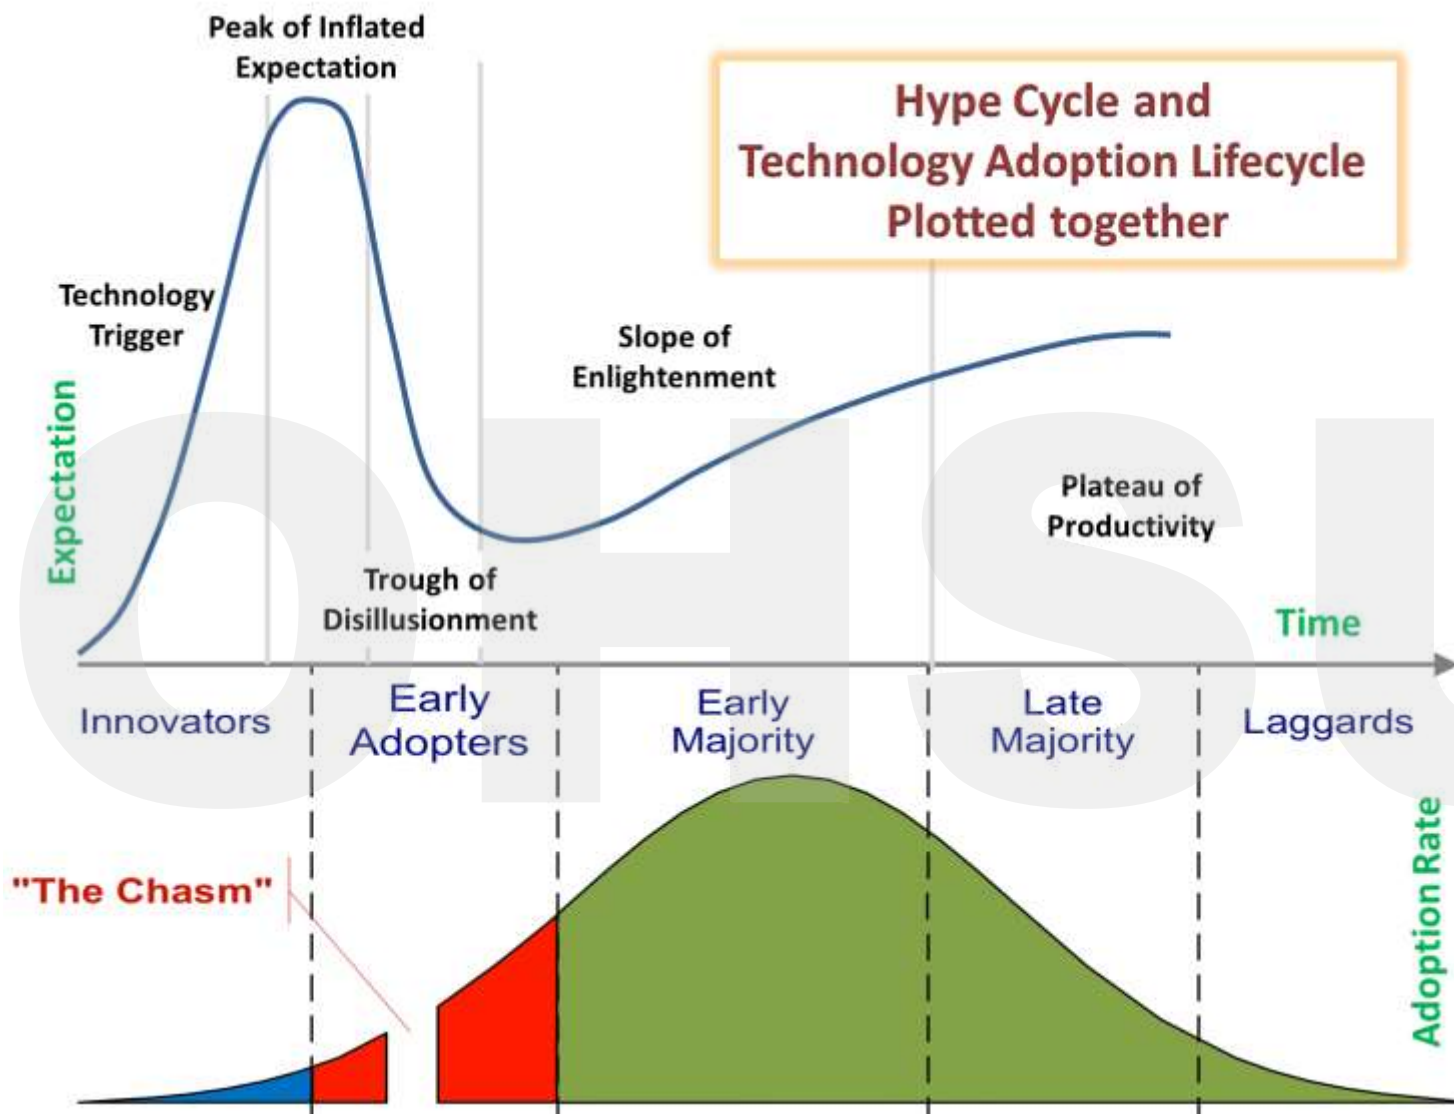 Peak of Inflated
Expectation
Hype Cycle and
Technology Adoption Lifecycle
Plotted together
Technology
Trigger
Slope of
Enlightenment
Expectation
Plateau of
Productivity
Trough of
Disillusionment
Time
Innovators
Early
Adopters
Early
Majority
Late
Majority
Laggards
"The Chasm"
Adoption Rate
OHSU